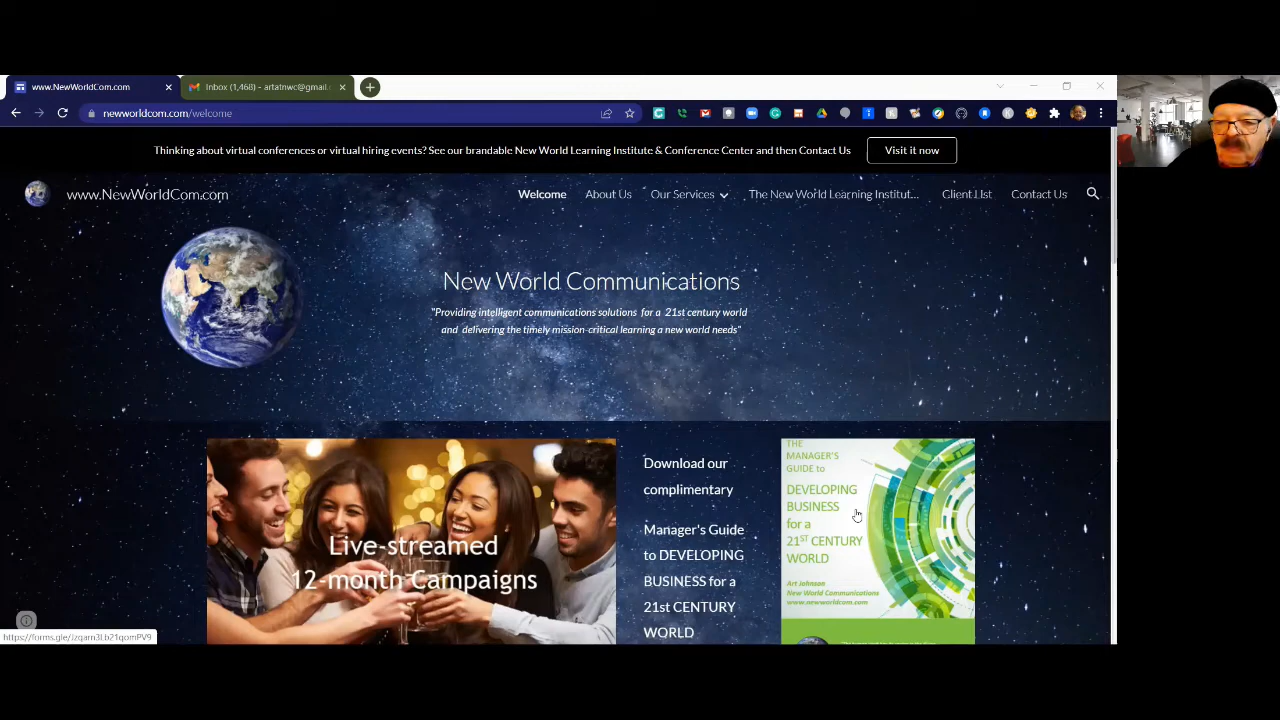 www.NewWorldCom.com
Inbox (1,468) - artatnwc@gmail.
newworldcom.com/welcome
Thinking about virtual conferences or virtual hiring events? See our brandable New World Learning Institute & Conference Center and then Contact Us
Visit it now
www.NewWorldCom.com
Welcome
About Us
Our Services
The New World Learning Institut...
Client LIst
Contact Us
New World Communications
"Providing intelligent communications solutions for a 21st century world
and delivering the timely mission-critical learning a new world needs"
Live-streamed
12-month Campaigns
Download our
complimentary
Manager's Guide
to DEVELOPING
BUSINESS for a
21st CENTURY
WORLD
THE
MANAGER'S
GUIDE to
DEVELOPING
BUSINESS
for a
21ST CENTURY
WORLD
Art Johnson
New World Communications
www.newworldcom.com